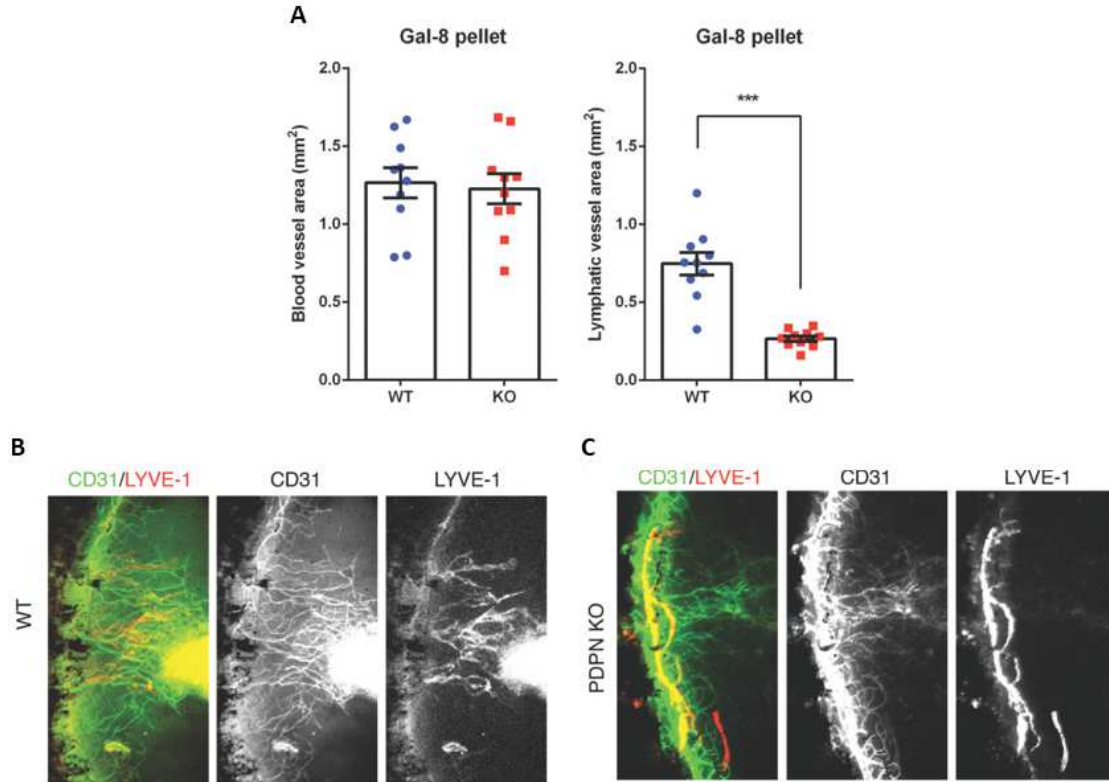 A
Gal-8 pellet
Blood vessel area (mm²)
2.0
1.5
1.0
0.5
0.0
WT
KO
Gal-8 pellet
Lymphatic vessel area (mm²)
2.0
1.5
1.0
0.5
0.0
***
WT
KO
B
CD31/LYVE-1
CD31
LYVE-1
WT
C
CD31/LYVE-1
CD31
LYVE-1
PDPN KO